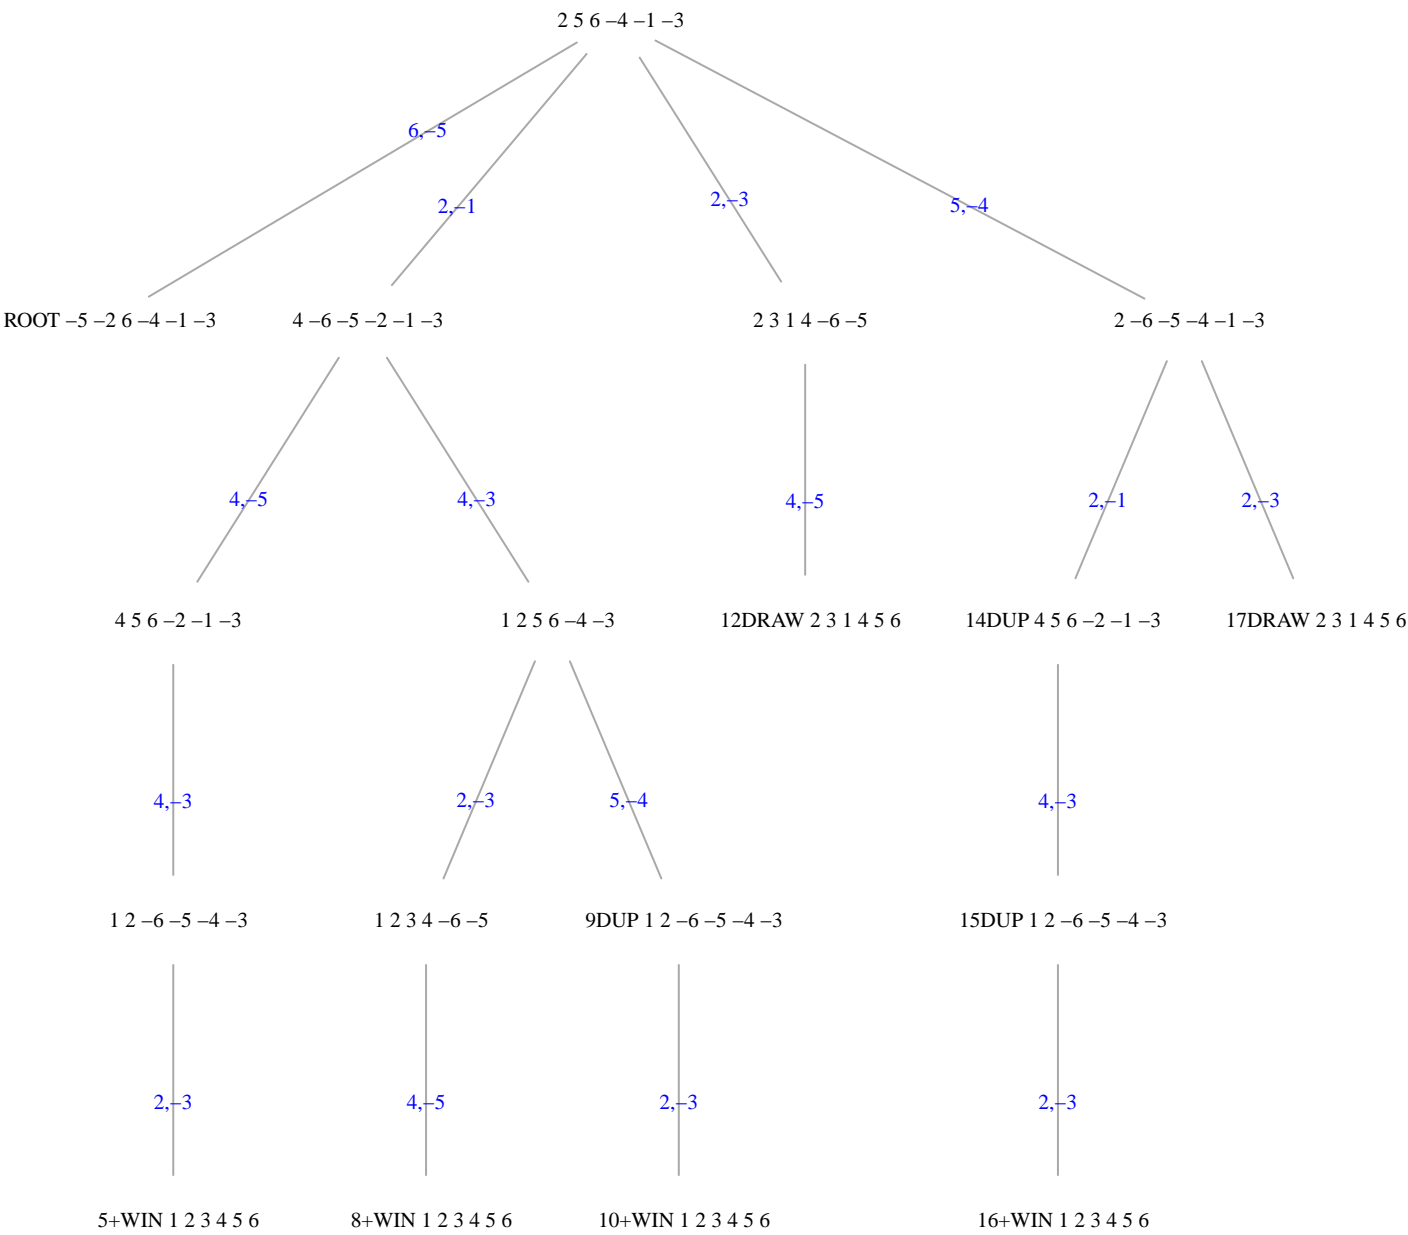 2 5 6 –4 –1 –3
6,–5
2,–1
2,–3
5,–4
ROOT –5 –2 6 –4 –1 –3
4 –6 –5 –2 –1 –3
2 3 1 4 –6 –5
2 –6 –5 –4 –1 –3
4,–5
4,–3
4,–5
2,–1
2,–3
4 5 6 –2 –1 –3
1 2 5 6 –4 –3
12DRAW 2 3 1 4 5 6
14DUP 4 5 6 –2 –1 –3
17DRAW 2 3 1 4 5 6
4,–3
2,–3
5,–4
4,–3
1 2 –6 –5 –4 –3
1 2 3 4 –6 –5
9DUP 1 2 –6 –5 –4 –3
15DUP 1 2 –6 –5 –4 –3
2,–3
4,–5
2,–3
2,–3
5+WIN 1 2 3 4 5 6
8+WIN 1 2 3 4 5 6
10+WIN 1 2 3 4 5 6
16+WIN 1 2 3 4 5 6